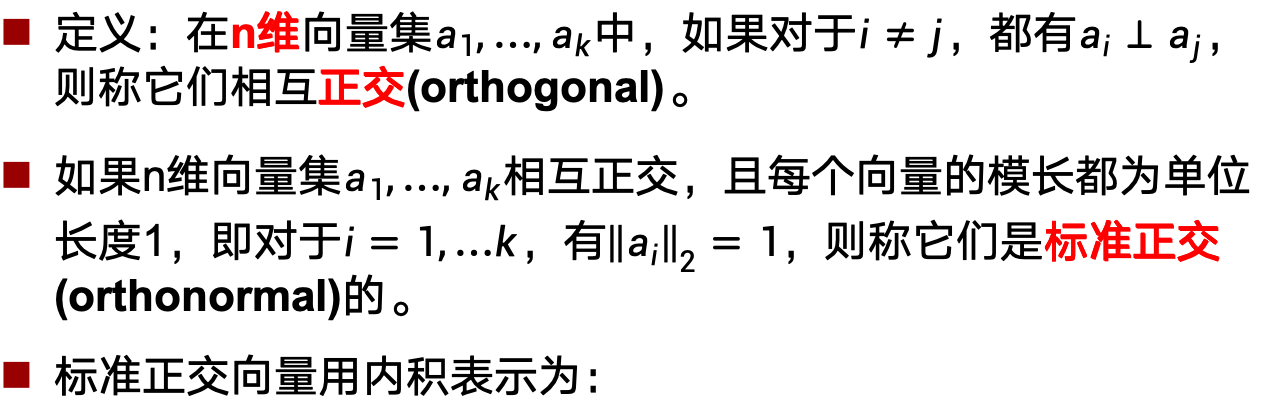 定义：在n维向量集a₁,…, aₖ中，如果对于i ≠ j，都有aᵢ ⊥ aⱼ，
则称它们相互正交(orthogonal)。
如果n维向量集a₁,…, aₖ相互正交，且每个向量的模长都为单位
长度1，即对于i = 1,…k，有‖aᵢ‖₂ = 1，则称它们是标准正交
(orthonormal)的。
标准正交向量用内积表示为：